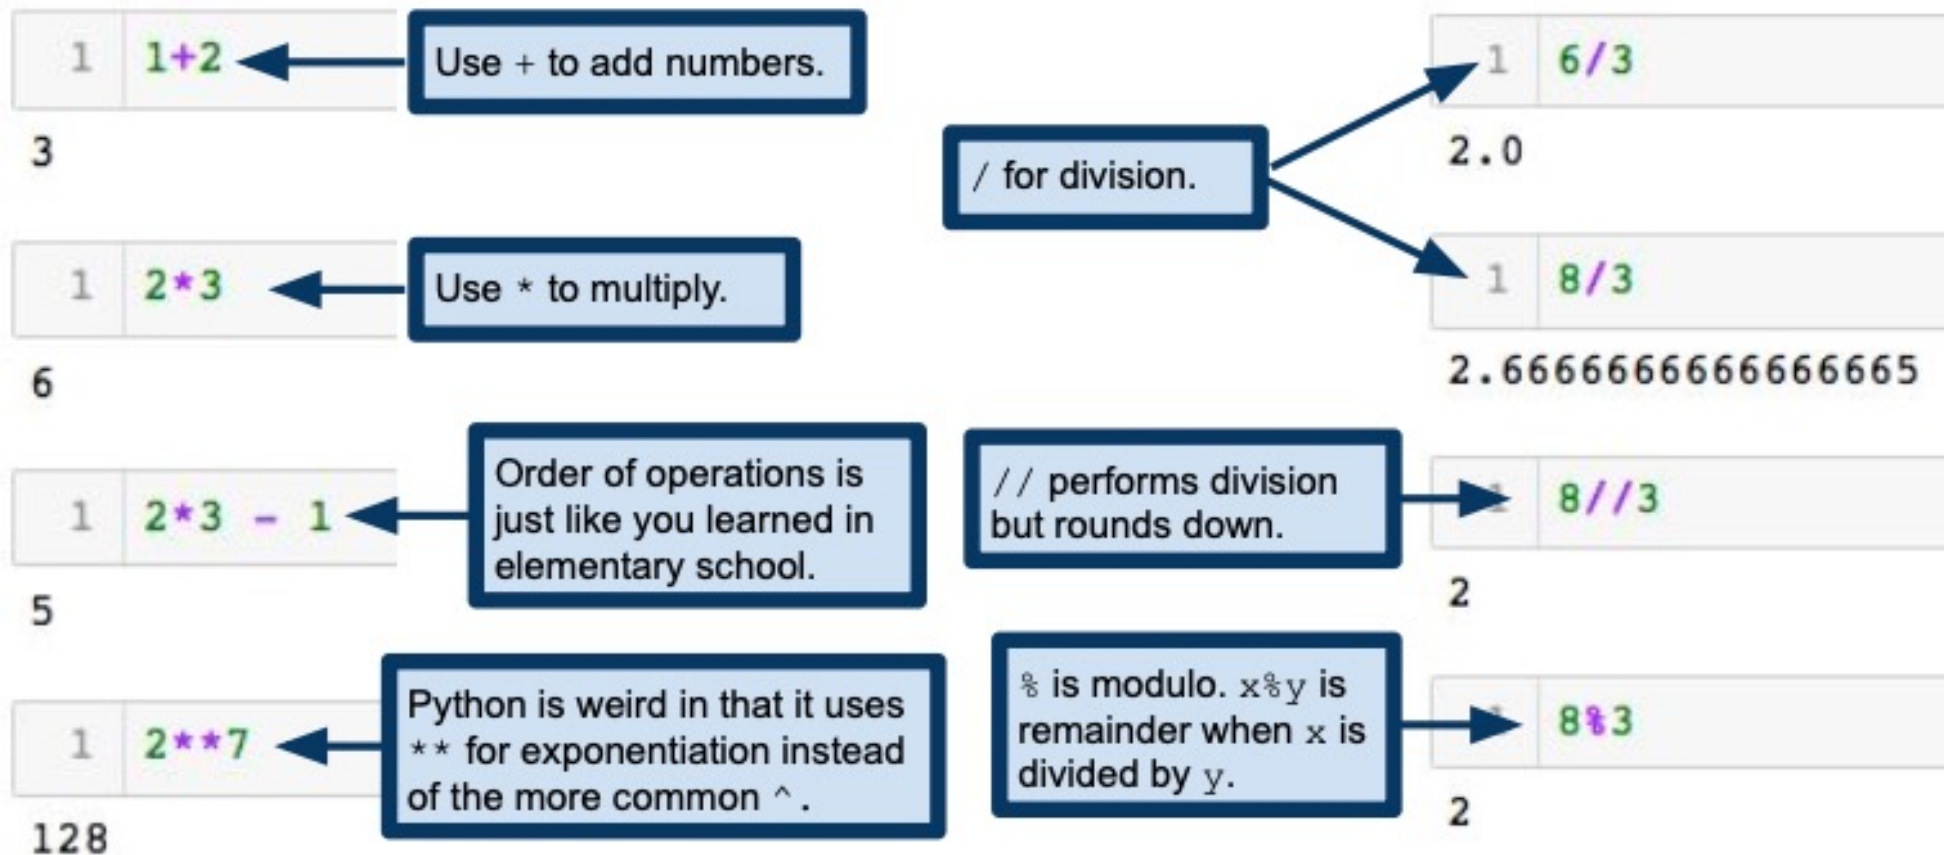 1 1+2
Use + to add numbers.
3
1 2*3
Use * to multiply.
6
1 2*3 - 1
Order of operations is
just like you learned in
elementary school.
5
1 2**7
Python is weird in that it uses
** for exponentiation instead
of the more common ^.
128
/ for division.
1 6/3
2.0
1 8/3
2.6666666666666665
// performs division
but rounds down.
1 8//3
2
% is modulo. x%y is
remainder when x is
divided by y.
1 8%3
2